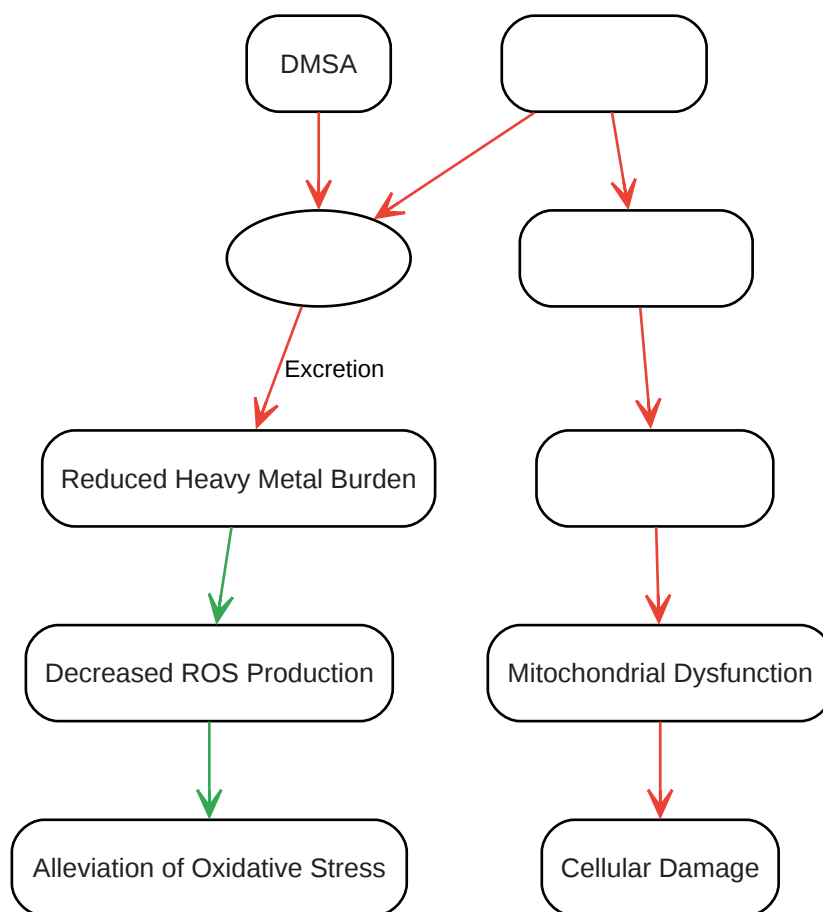 DMSA
Excretion
Reduced Heavy Metal Burden
Decreased ROS Production
Mitochondrial Dysfunction
Alleviation of Oxidative Stress
Cellular Damage